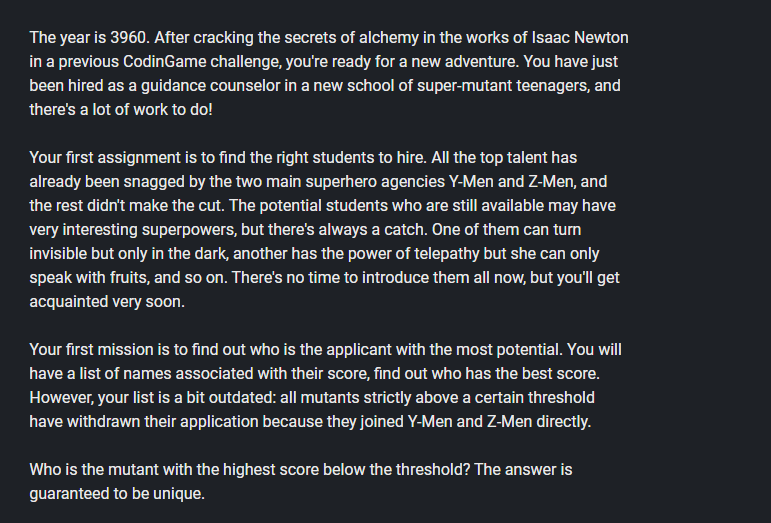 The year is 3960. After cracking the secrets of alchemy in the works of Isaac Newton
in a previous CodinGame challenge, you're ready for a new adventure. You have just
been hired as a guidance counselor in a new school of super-mutant teenagers, and
there's a lot of work to do!
Your first assignment is to find the right students to hire. All the top talent has
already been snagged by the two main superhero agencies Y-Men and Z-Men, and
the rest didn't make the cut. The potential students who are still available may have
very interesting superpowers, but there's always a catch. One of them can turn
invisible but only in the dark, another has the power of telepathy but she can only
speak with fruits, and so on. There's no time to introduce them all now, but you'll get
acquainted very soon.
Your first mission is to find out who is the applicant with the most potential. You will
have a list of names associated with their score, find out who has the best score.
However, your list is a bit outdated: all mutants strictly above a certain threshold
have withdrawn their application because they joined Y-Men and Z-Men directly.
Who is the mutant with the highest score below the threshold? The answer is
guaranteed to be unique.